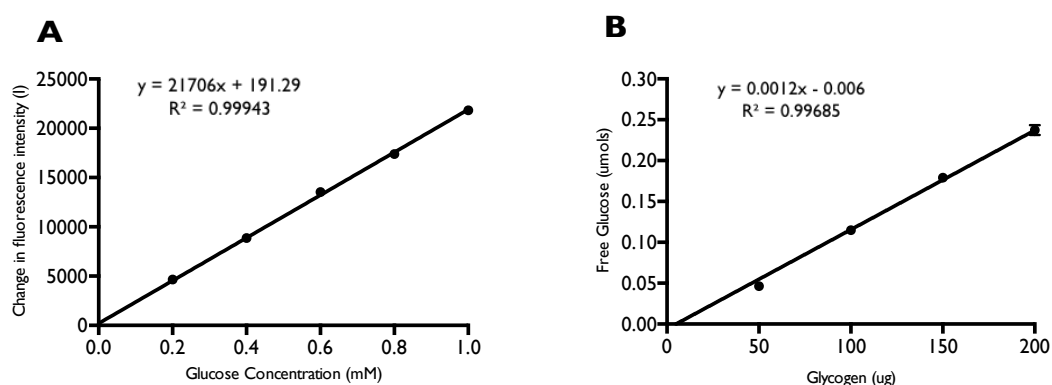 A
y = 21706x + 191.29
R² = 0.99943
Change in fluorescence intensity (I)
25000
20000
15000
10000
5000
0
0.0 0.2 0.4 0.6 0.8 1.0
Glucose Concentration (mM)
B
y = 0.0012x - 0.006
R² = 0.99685
Free Glucose (umols)
0.30
0.25
0.20
0.15
0.10
0.05
0.00
0 50 100 150 200
Glycogen (ug)